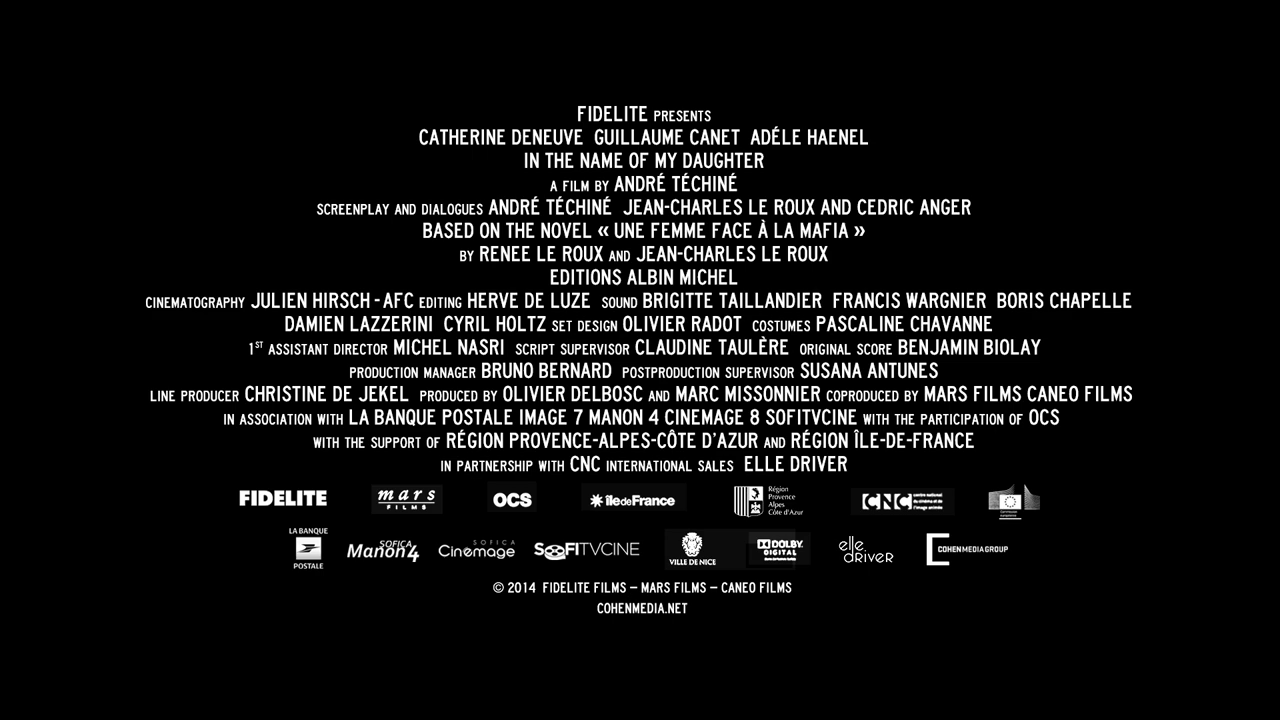 FIDELITE PRESENTS
CATHERINE DENEUVE GUILLAUME CANET ADÉLE HAENEL
IN THE NAME OF MY DAUGHTER
A FILM BY ANDRÉ TÉCHINÉ
SCREENPLAY AND DIALOGUES ANDRÉ TÉCHINÉ JEAN-CHARLES LE ROUX AND CEDRIC ANGER
BASED ON THE NOVEL « UNE FEMME FACE À LA MAFIA »
BY RENEE LE ROUX AND JEAN-CHARLES LE ROUX
EDITIONS ALBIN MICHEL
CINEMATOGRAPHY JULIEN HIRSCH - AFC EDITING HERVE DE LUZE SOUND BRIGITTE TAILLANDIER FRANCIS WARGNIER BORIS CHAPELLE
DAMIEN LAZZERINI CYRIL HOLTZ SET DESIGN OLIVIER RADOT COSTUMES PASCALINE CHAVANNE
1ST ASSISTANT DIRECTOR MICHEL NASRI SCRIPT SUPERVISOR CLAUDINE TAULÈRE ORIGINAL SCORE BENJAMIN BIOLAY
PRODUCTION MANAGER BRUNO BERNARD POSTPRODUCTION SUPERVISOR SUSANA ANTUNES
LINE PRODUCER CHRISTINE DE JEKEL PRODUCED BY OLIVIER DELBOSC AND MARC MISSONNIER COPRODUCED BY MARS FILMS CANEO FILMS
IN ASSOCIATION WITH LA BANQUE POSTALE IMAGE 7 MANON 4 CINEMAGE 8 SOFITVCINE WITH THE PARTICIPATION OF OCS
WITH THE SUPPORT OF RÉGION PROVENCE-ALPES-CÔTE D'AZUR AND RÉGION ÎLE-DE-FRANCE
IN PARTNERSHIP WITH CNC INTERNATIONAL SALES ELLE DRIVER
FIDELITE mars FILMS OCS îledeFrance Région Provence Alpes Côte d'Azur CNC centre national du cinéma et de l'image animée
LA BANQUE POSTALE SOFICA Manon4 SOFICA Cinémage SOFITVCINE VILLE DE NICE DOLBY DIGITAL elle DRIVER COHEN MEDIA GROUP
© 2014 FIDELITE FILMS – MARS FILMS – CANEO FILMS
COHENMEDIA.NET